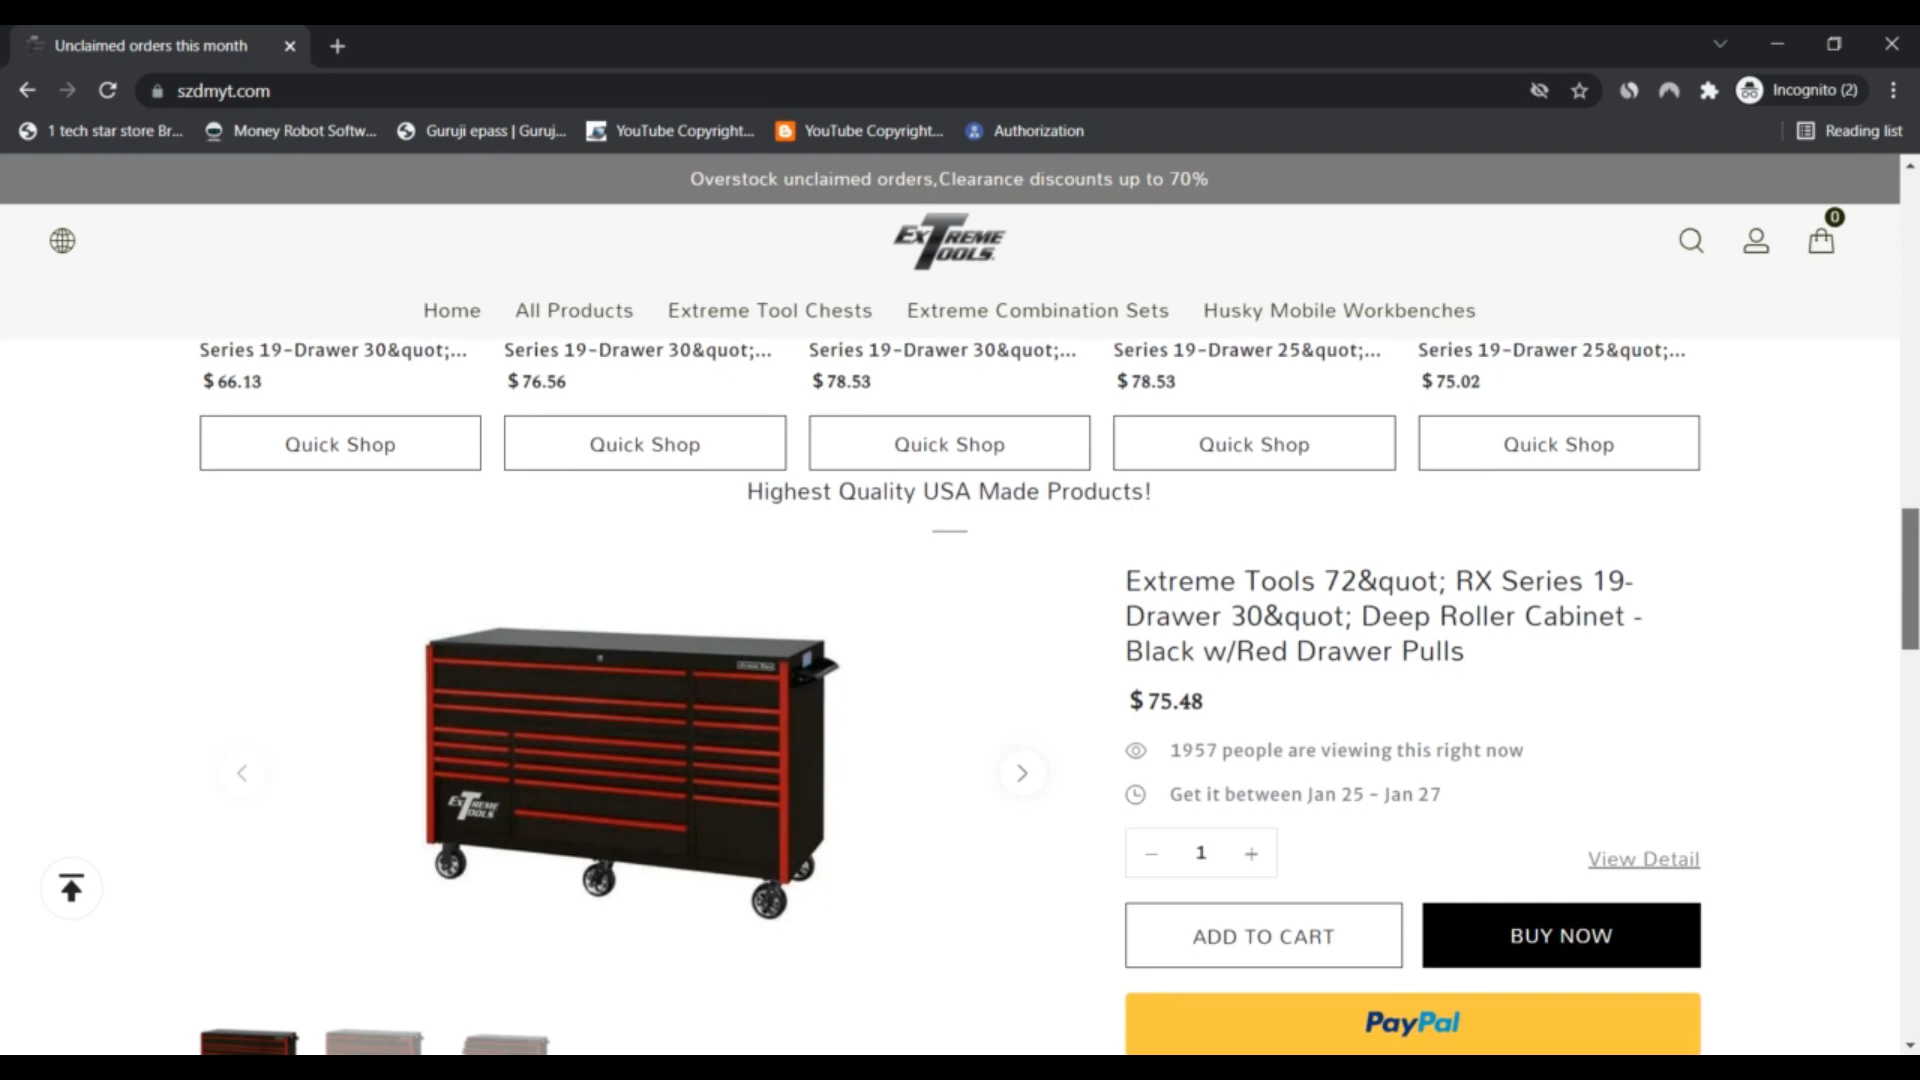 Unclaimed orders this month
szdmyt.com
Incognito (2)
1 tech star store Br...
Money Robot Softw...
Guruji epass | Guruj...
YouTube Copyright...
YouTube Copyright...
Authorization
Reading list
Overstock unclaimed orders,Clearance discounts up to 70%
EXTREME
TOOLS.
0
Home
All Products
Extreme Tool Chests
Extreme Combination Sets
Husky Mobile Workbenches
Series 19-Drawer 30&quot;...
Series 19-Drawer 30&quot;...
Series 19-Drawer 30&quot;...
Series 19-Drawer 25&quot;...
Series 19-Drawer 25&quot;...
$ 66.13
$ 76.56
$ 78.53
$ 78.53
$ 75.02
Quick Shop
Quick Shop
Quick Shop
Quick Shop
Quick Shop
Highest Quality USA Made Products!
Extreme Tools 72&quot; RX Series 19-
Drawer 30&quot; Deep Roller Cabinet -
Black w/Red Drawer Pulls
$ 75.48
1957 people are viewing this right now
Get it between Jan 25 - Jan 27
EXTREME
TOOLS
1
View Detail
ADD TO CART
BUY NOW
PayPal